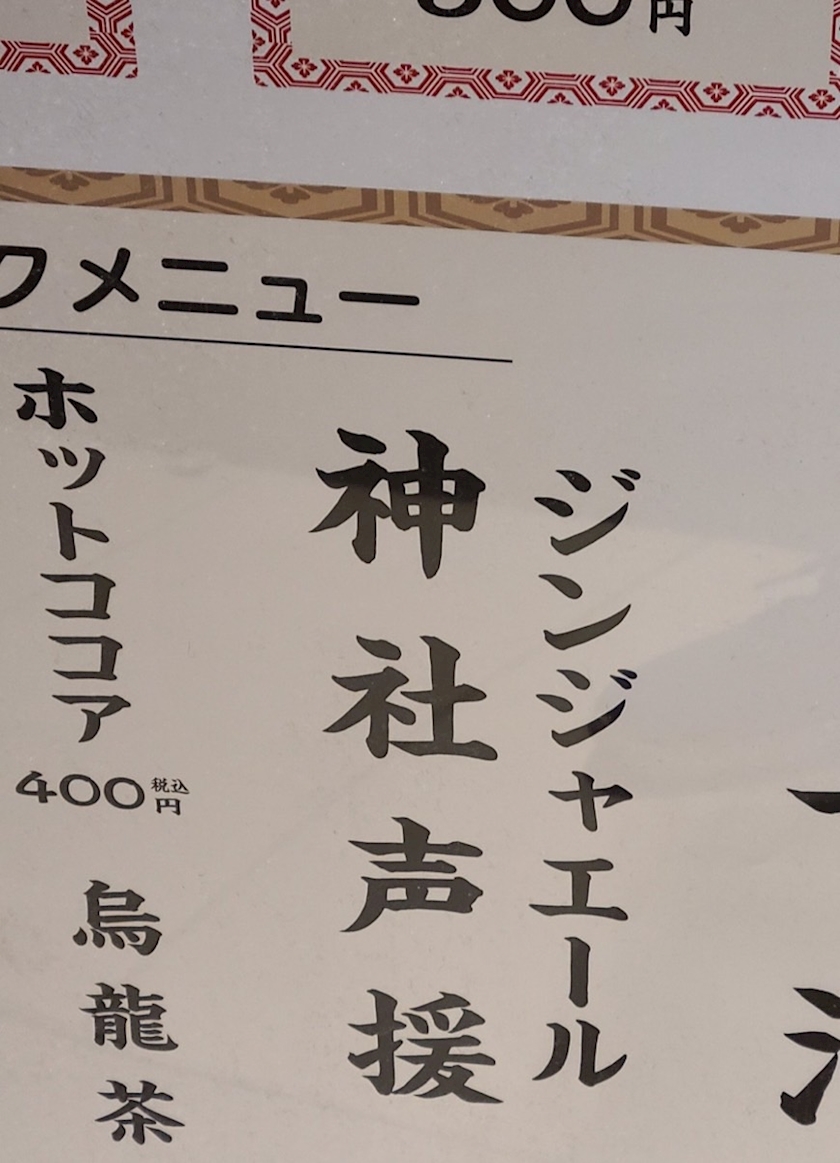 円
クメニュー
ジンジャエール
神社声援
ホットココア
400円税込
烏龍茶